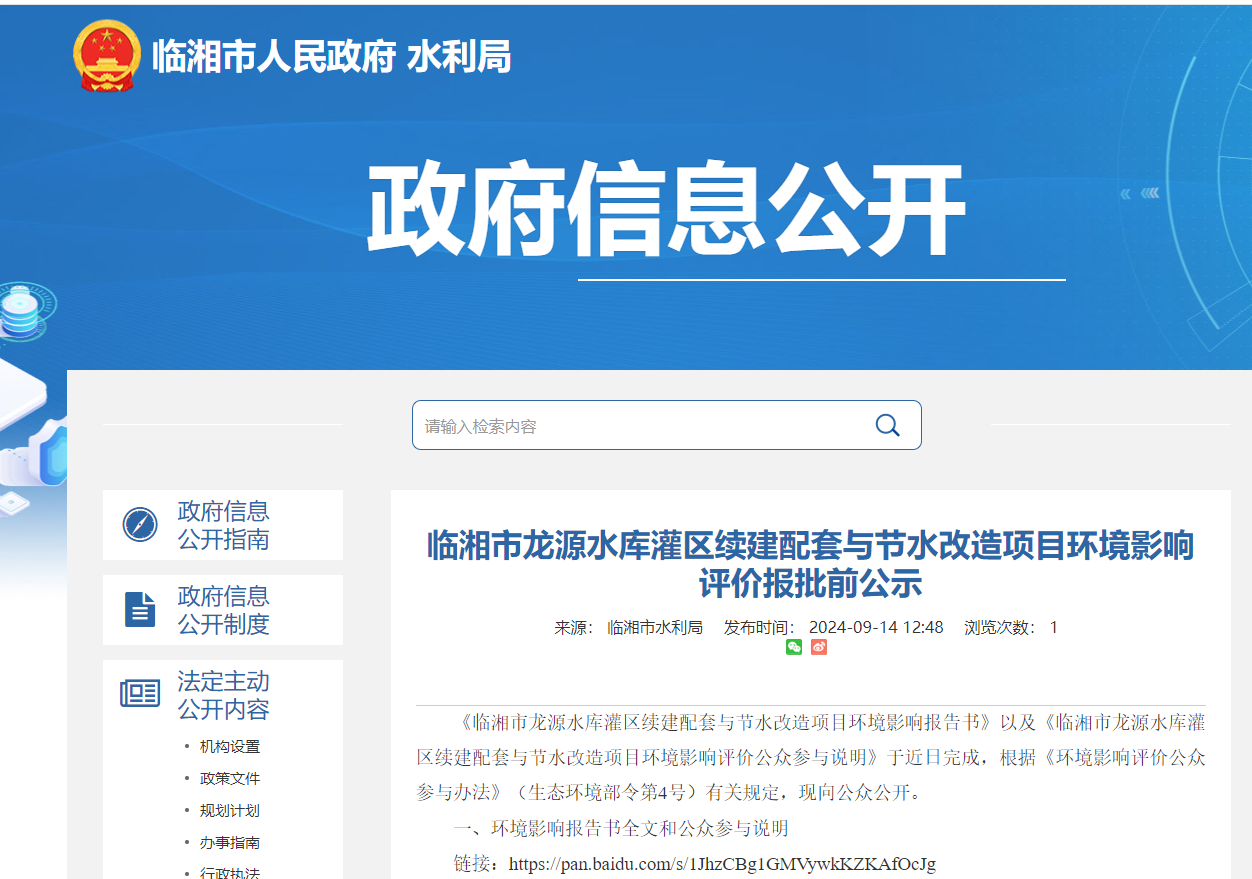 临湘市人民政府 水利局
政府信息公开
请输入检索内容
政府信息
公开指南
政府信息
公开制度
法定主动
公开内容
• 机构设置
• 政策文件
• 规划计划
• 办事指南
• 行政执法
临湘市龙源水库灌区续建配套与节水改造项目环境影响
评价报批前公示
来源： 临湘市水利局 发布时间： 2024-09-14 12:48 浏览次数： 1
《临湘市龙源水库灌区续建配套与节水改造项目环境影响报告书》以及《临湘市龙源水库灌
区续建配套与节水改造项目环境影响评价公众参与说明》于近日完成，根据《环境影响评价公众
参与办法》（生态环境部令第4号）有关规定，现向公众公开。
一、环境影响报告书全文和公众参与说明
链接：https://pan.baidu.com/s/1JhzCBg1GMVywkKZKAfOcJg